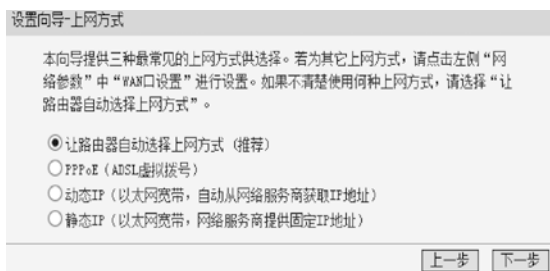 设置向导-上网方式
本向导提供三种最常见的上网方式供选择。若为其它上网方式，请点击左侧“网
络参数”中“WAN口设置”进行设置。如果不清楚使用何种上网方式，请选择“让
路由器自动选择上网方式”。
让路由器自动选择上网方式（推荐）
PPPoE（ADSL虚拟拨号）
动态IP（以太网宽带，自动从网络服务商获取IP地址）
静态IP（以太网宽带，网络服务商提供固定IP地址）
上一步 下一步